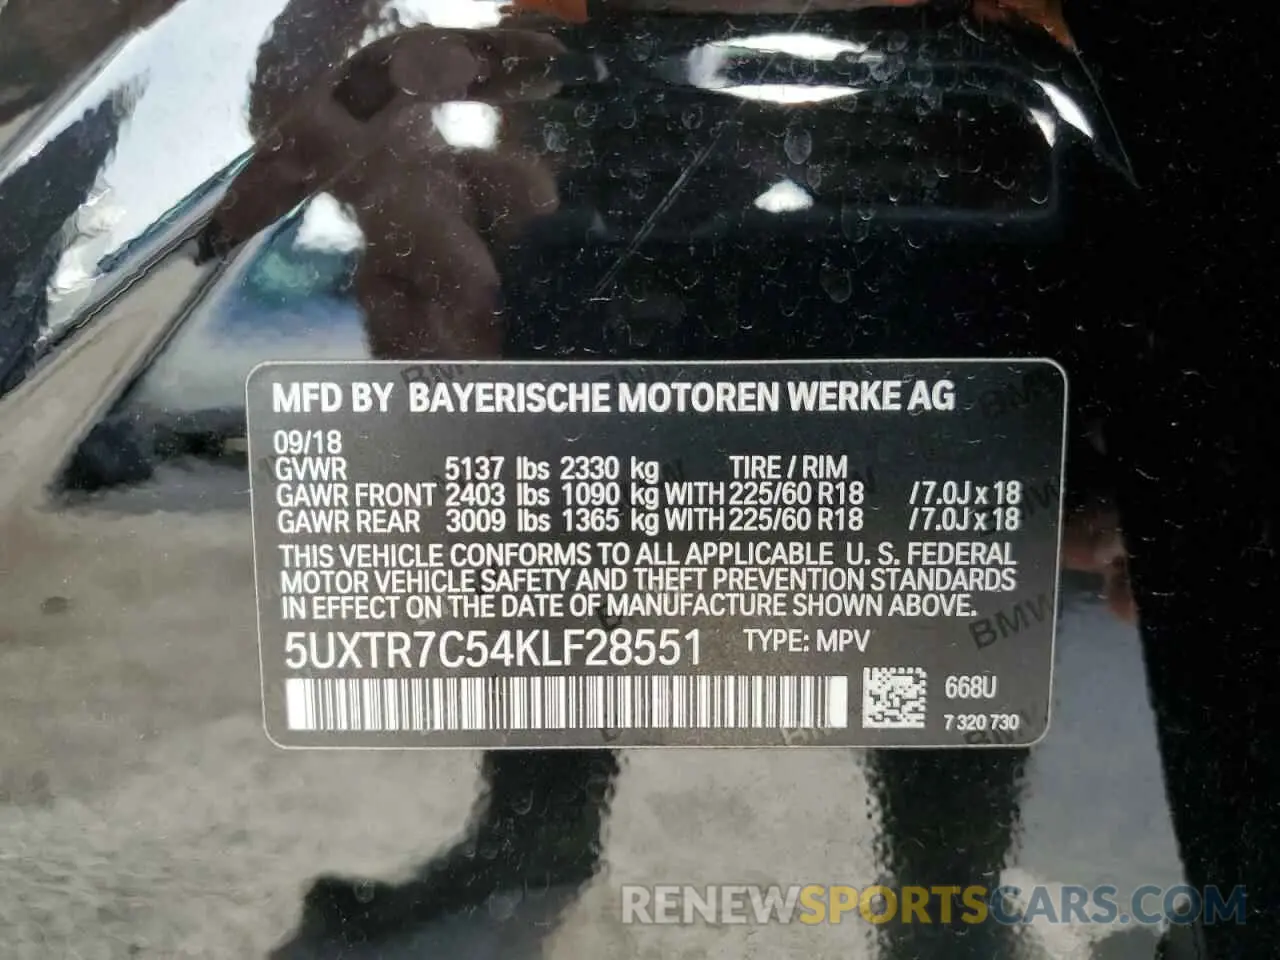 MFD BY BAYERISCHE MOTOREN WERKE AG
09/18
GVWR 5137 lbs 2330 kg TIRE / RIM
GAWR FRONT 2403 lbs 1090 kg WITH 225/60 R18 / 7.0J x 18
GAWR REAR 3009 lbs 1365 kg WITH 225/60 R18 / 7.0J x 18
THIS VEHICLE CONFORMS TO ALL APPLICABLE U. S. FEDERAL
MOTOR VEHICLE SAFETY AND THEFT PREVENTION STANDARDS
IN EFFECT ON THE DATE OF MANUFACTURE SHOWN ABOVE.
5UXTR7C54KLF28551 TYPE: MPV
668U
7 320 730
RENEWSPORTSCARS.COM